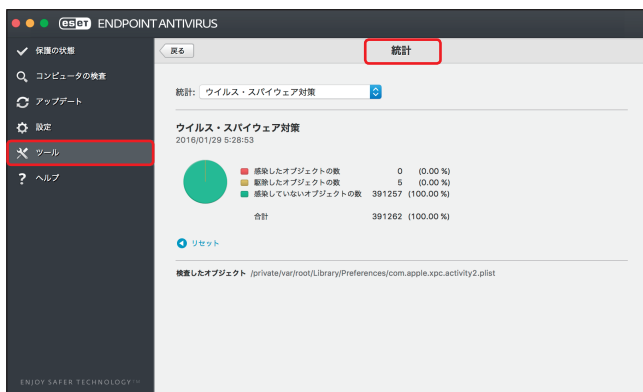 eset ENDPOINT ANTIVIRUS
保護の状態
コンピュータの検査
アップデート
設定
ツール
ヘルプ
戻る
統計
統計: ウイルス・スパイウェア対策
ウイルス・スパイウェア対策
2016/01/29 5:28:53
感染したオブジェクトの数 0 (0.00 %)
駆除したオブジェクトの数 5 (0.00 %)
感染していないオブジェクトの数 391257 (100.00 %)
合計 391262 (100.00 %)
リセット
検査したオブジェクト /private/var/root/Library/Preferences/com.apple.xpc.activity2.plist
ENJOY SAFER TECHNOLOGY™